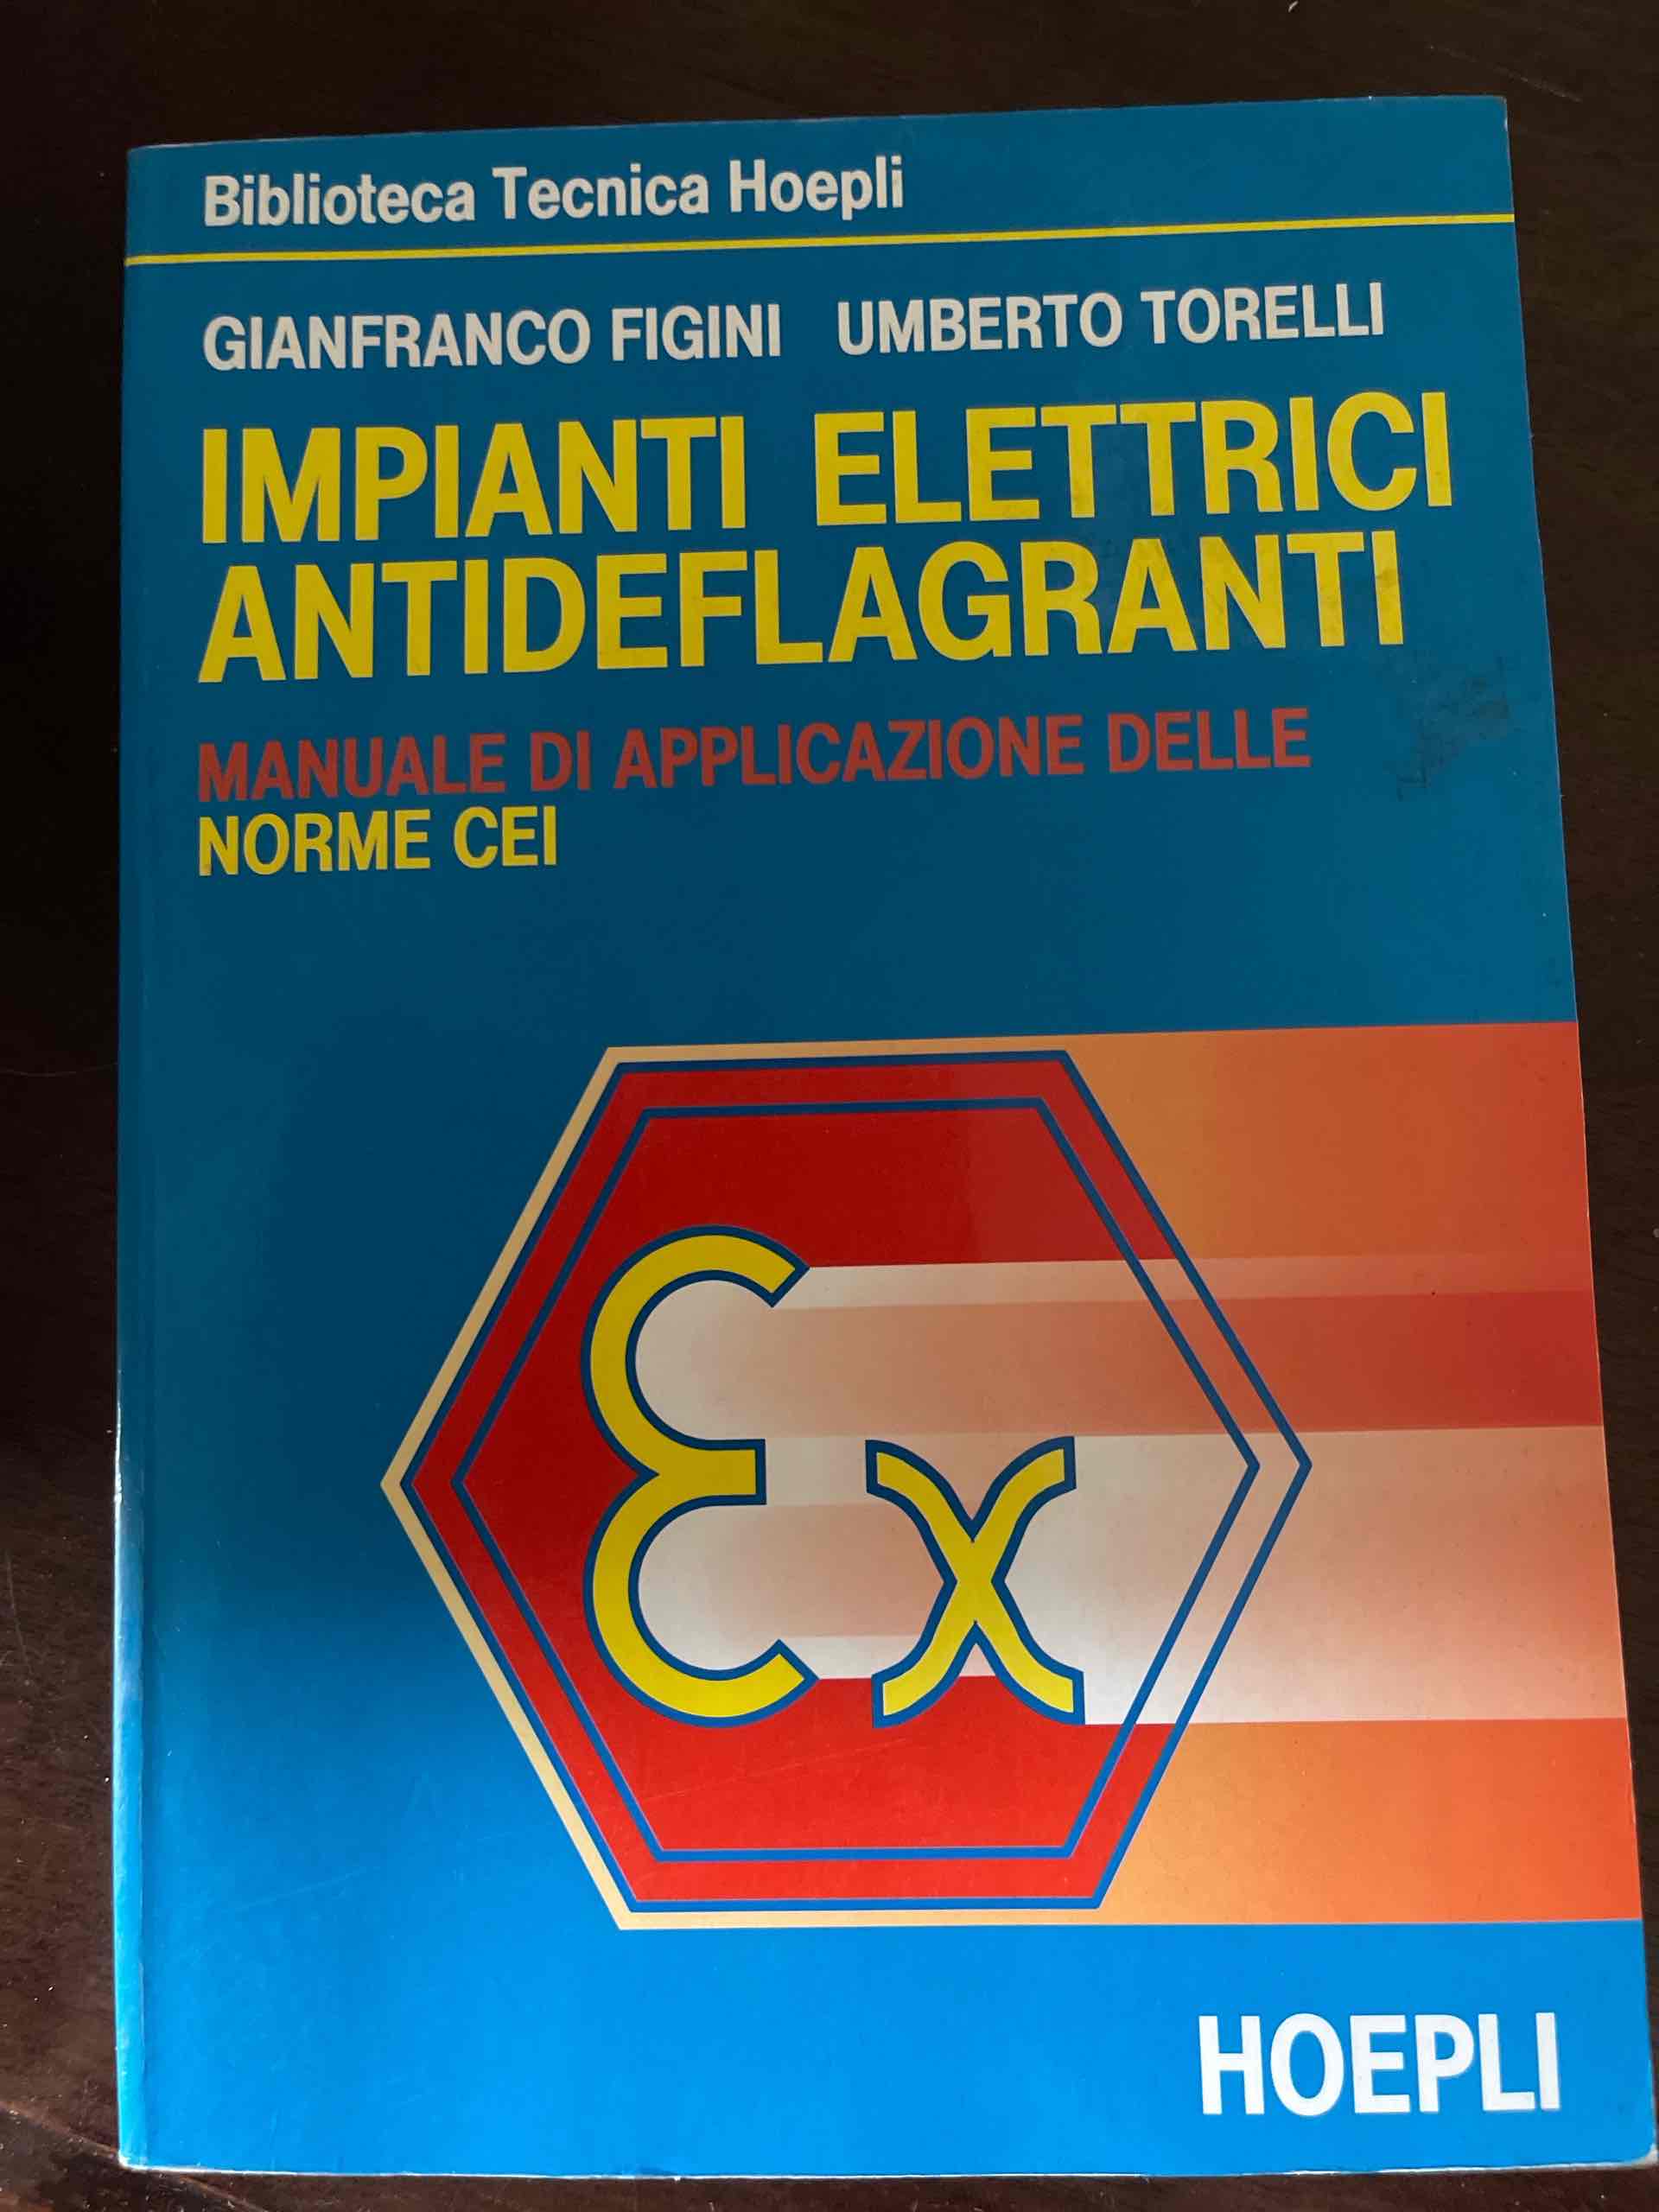 Biblioteca Tecnica Hoepli
GIANFRANCO FIGINI UMBERTO TORELLI
IMPIANTI ELETTRICI
ANTIDEFLAGRANTI
MANUALE DI APPLICAZIONE DELLE
NORME CEI
Ex
HOEPLI